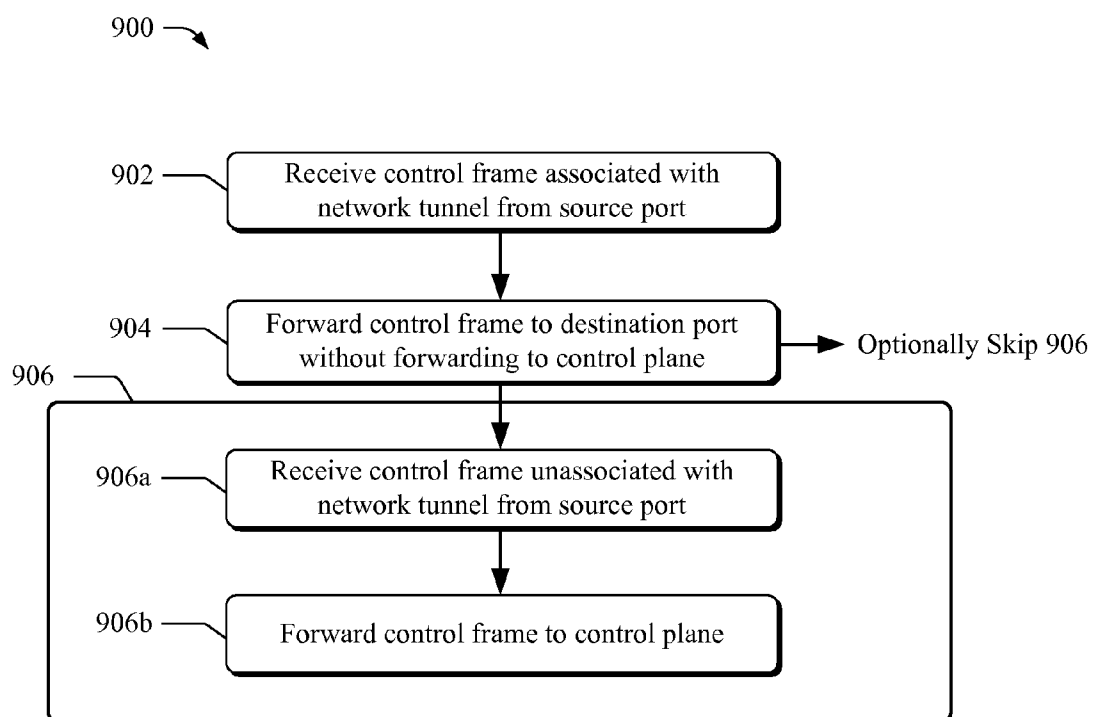 900
902
Receive control frame associated with
network tunnel from source port
904
Forward control frame to destination port
without forwarding to control plane
Optionally Skip 906
906
906a
Receive control frame unassociated with
network tunnel from source port
906b
Forward control frame to control plane